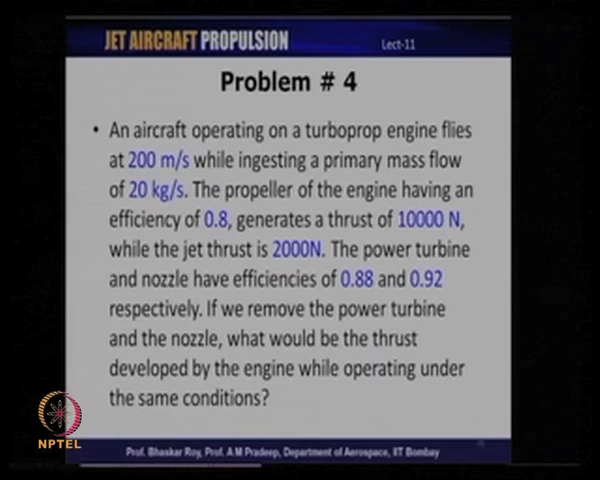 JET AIRCRAFT PROPULSION
Lect-11
Problem # 4
• An aircraft operating on a turboprop engine flies
at 200 m/s while ingesting a primary mass flow
of 20 kg/s. The propeller of the engine having an
efficiency of 0.8, generates a thrust of 10000 N,
while the jet thrust is 2000N. The power turbine
and nozzle have efficiencies of 0.88 and 0.92
respectively. If we remove the power turbine
and the nozzle, what would be the thrust
developed by the engine while operating under
the same conditions?
NPTEL
Prof. Bhaskar Roy, Prof. A M Pradeep, Department of Aerospace, IIT Bombay